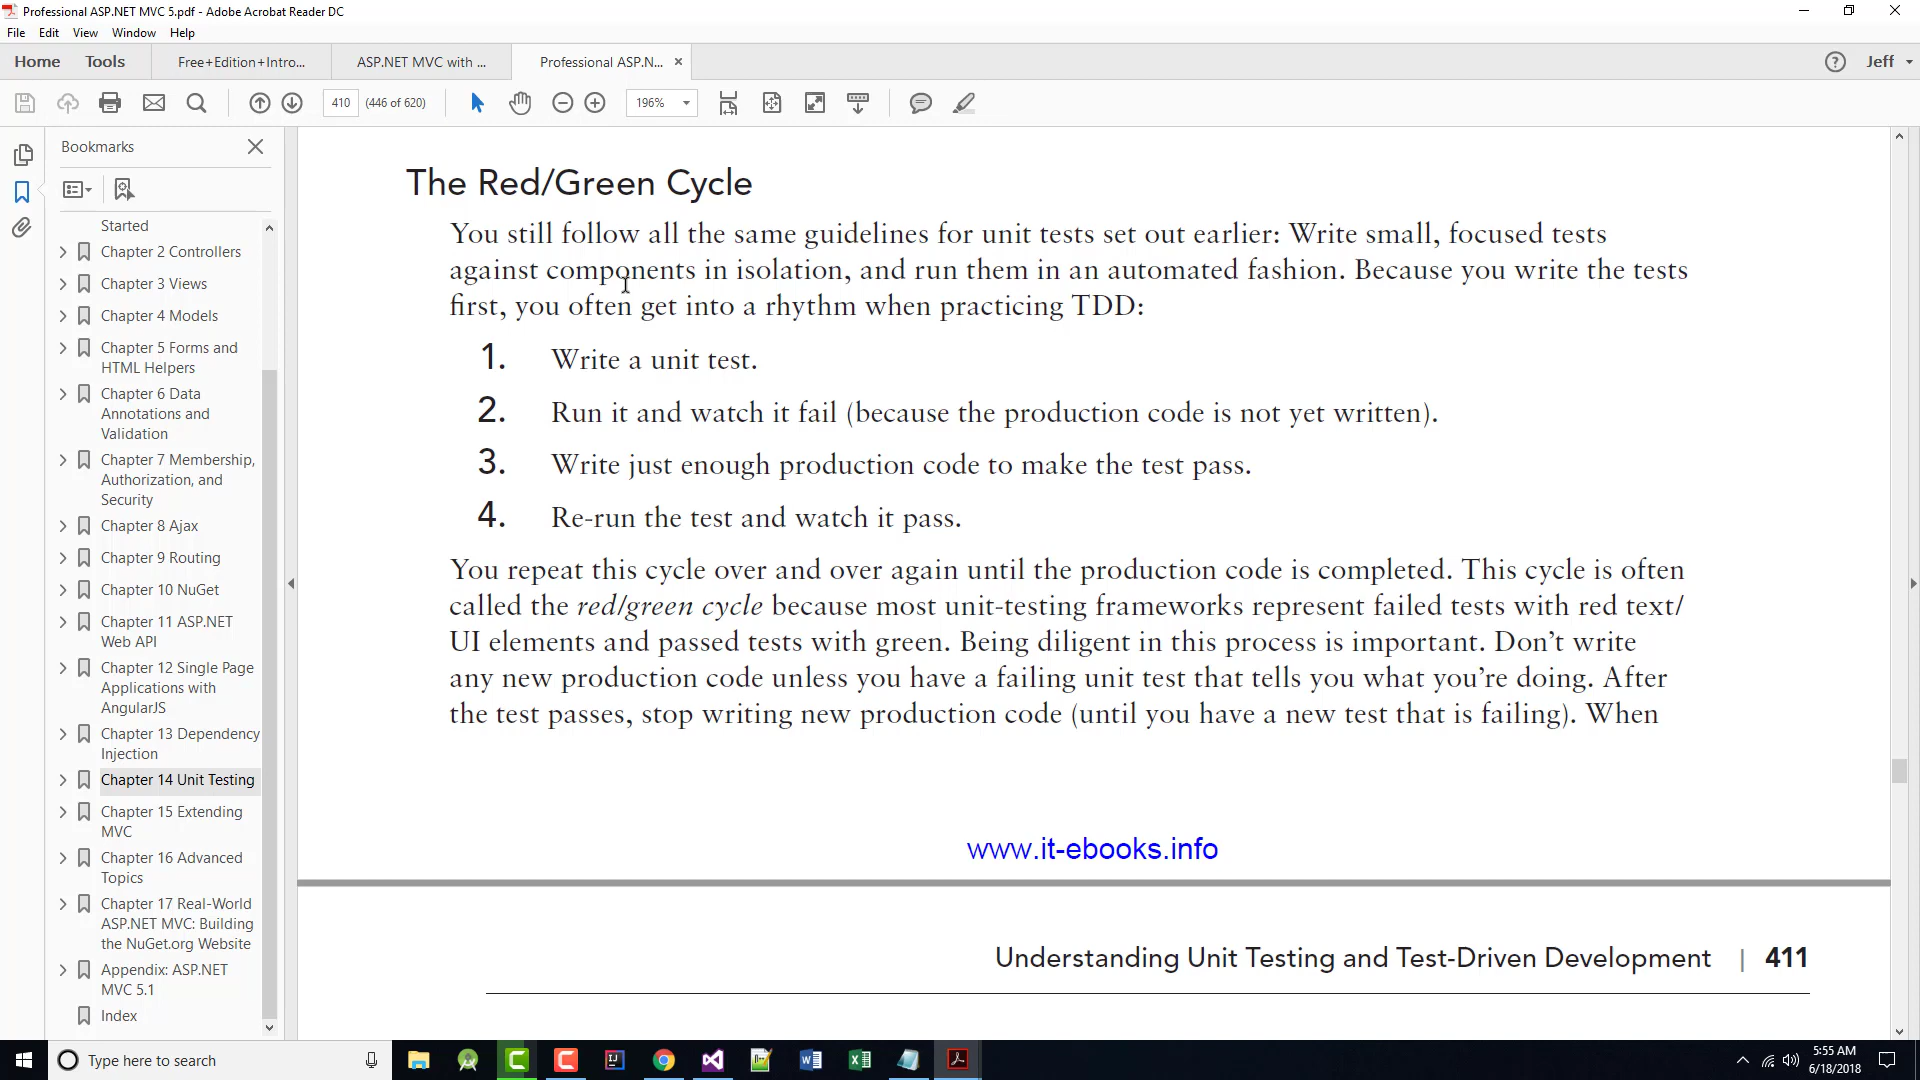 Professional ASP.NET MVC 5.pdf - Adobe Acrobat Reader DC
File Edit View Window Help
Home Tools Free+Edition+Intro... ASP.NET MVC with ... Professional ASP.N... Jeff
410 (446 of 620) 196%
Bookmarks
Started
Chapter 2 Controllers
Chapter 3 Views
Chapter 4 Models
Chapter 5 Forms and
HTML Helpers
Chapter 6 Data
Annotations and
Validation
Chapter 7 Membership,
Authorization, and
Security
Chapter 8 Ajax
Chapter 9 Routing
Chapter 10 NuGet
Chapter 11 ASP.NET
Web API
Chapter 12 Single Page
Applications with
AngularJS
Chapter 13 Dependency
Injection
Chapter 14 Unit Testing
Chapter 15 Extending
MVC
Chapter 16 Advanced
Topics
Chapter 17 Real-World
ASP.NET MVC: Building
the NuGet.org Website
Appendix: ASP.NET
MVC 5.1
Index
The Red/Green Cycle
You still follow all the same guidelines for unit tests set out earlier: Write small, focused tests
against components in isolation, and run them in an automated fashion. Because you write the tests
first, you often get into a rhythm when practicing TDD:
1. Write a unit test.
2. Run it and watch it fail (because the production code is not yet written).
3. Write just enough production code to make the test pass.
4. Re-run the test and watch it pass.
You repeat this cycle over and over again until the production code is completed. This cycle is often
called the red/green cycle because most unit-testing frameworks represent failed tests with red text/
UI elements and passed tests with green. Being diligent in this process is important. Don't write
any new production code unless you have a failing unit test that tells you what you're doing. After
the test passes, stop writing new production code (until you have a new test that is failing). When
www.it-ebooks.info
Understanding Unit Testing and Test-Driven Development | 411
Type here to search
5:55 AM
6/18/2018